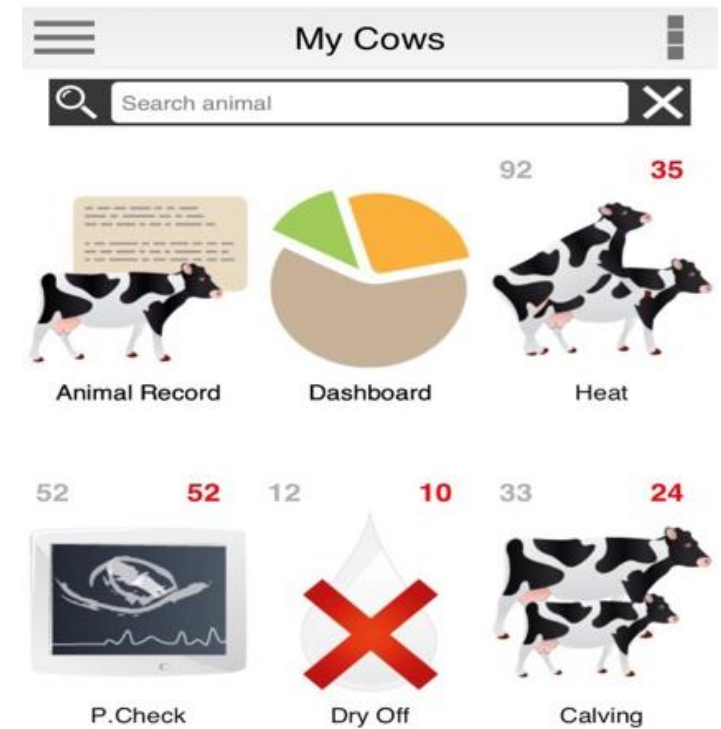 My Cows
Search animal
92 35
Animal Record Dashboard Heat
52 52 12 10 33 24
P.Check Dry Off Calving